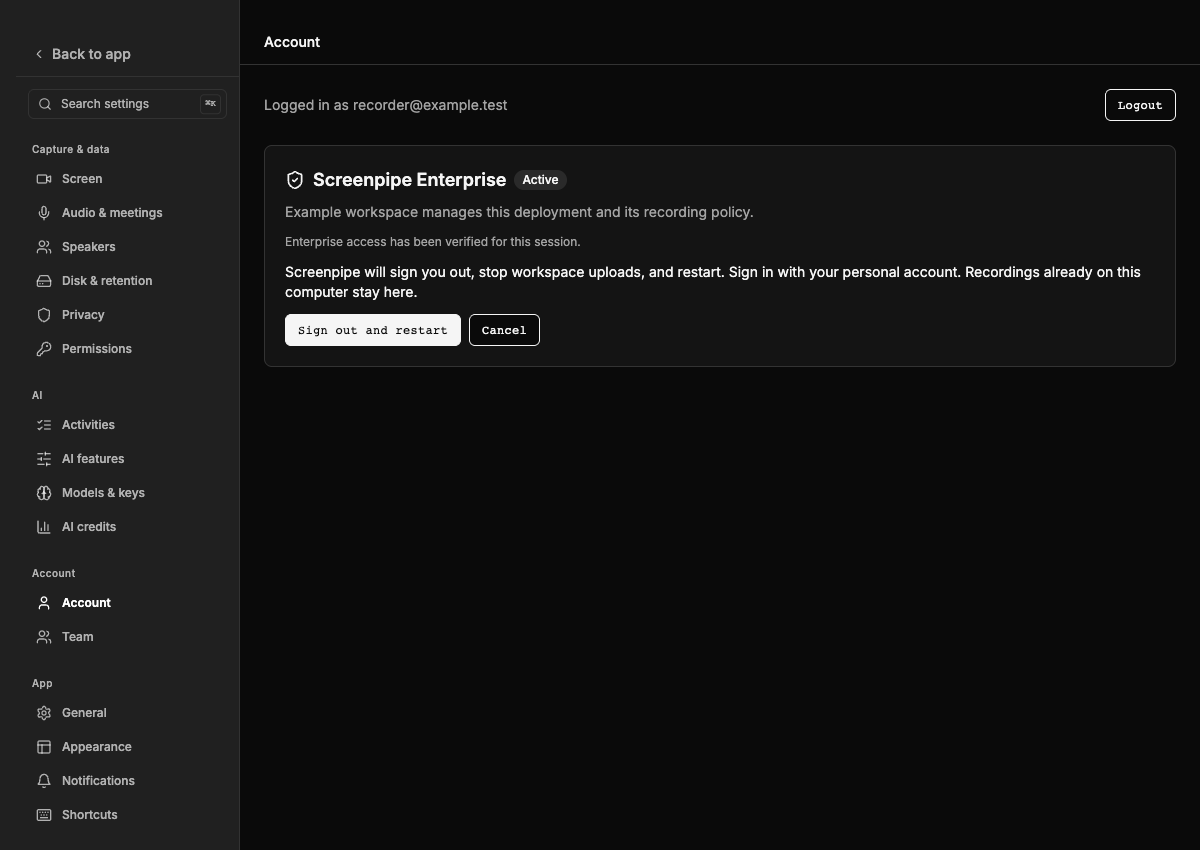 Back to app
Search settings
⌘K
Capture & data
Screen
Audio & meetings
Speakers
Disk & retention
Privacy
Permissions
AI
Activities
AI features
Models & keys
AI credits
Account
Account
Team
App
General
Appearance
Notifications
Shortcuts
Account
Logged in as recorder@example.test
Logout
Screenpipe Enterprise
Active
Example workspace manages this deployment and its recording policy.
Enterprise access has been verified for this session.
Screenpipe will sign you out, stop workspace uploads, and restart. Sign in with your personal account. Recordings already on this
computer stay here.
Sign out and restart
Cancel